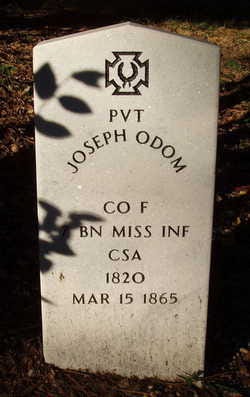 PVT
JOSEPH ODOM
CO F
BN MISS INF
CSA
1820
MAR 15 1865